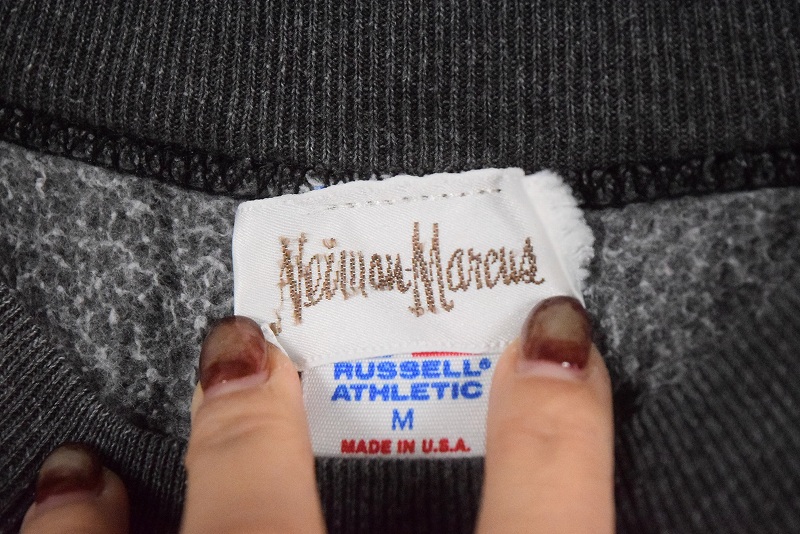 Neiman-Marcus
RUSSELL®
ATHLETIC
M
MADE IN U.S.A.